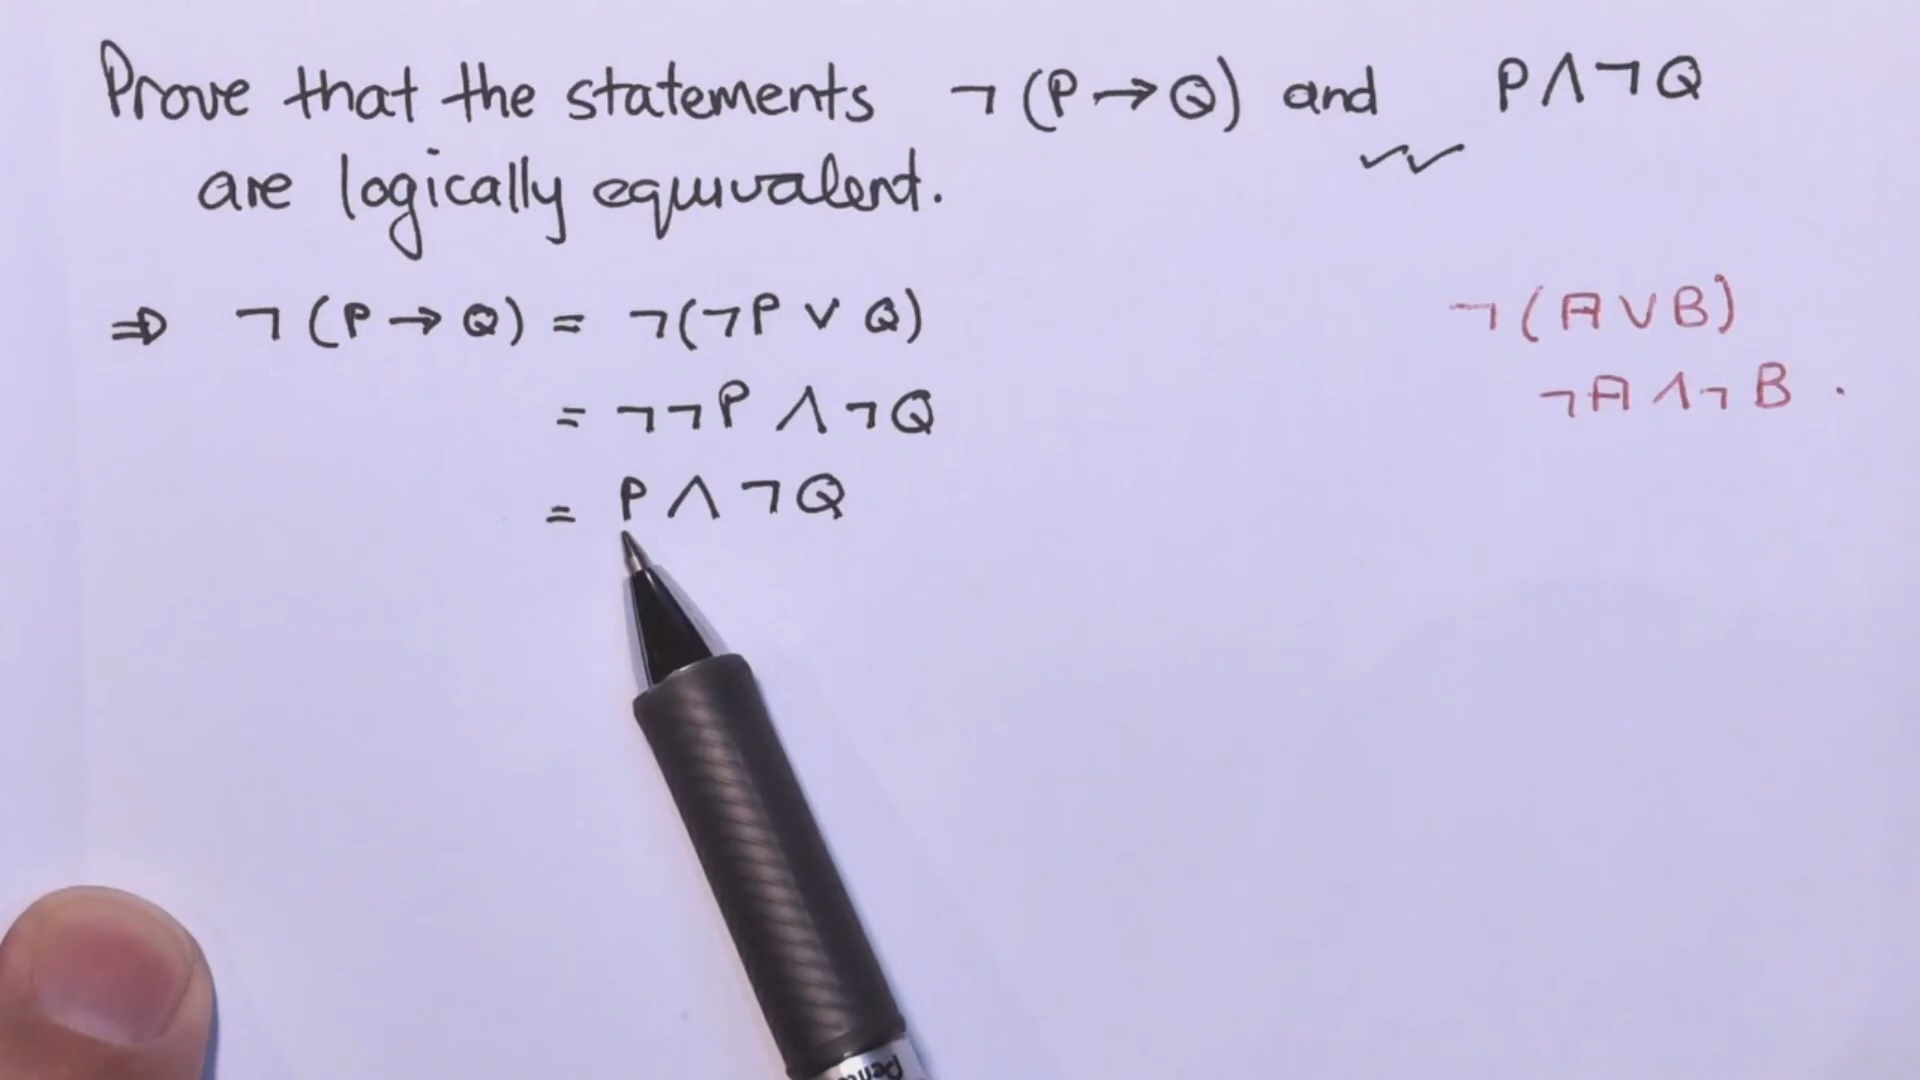 Prove that the statements ¬(P→Q) and P∧¬Q
are logically equivalent.
⇒ ¬(P→Q) = ¬(¬P ∨ Q)
= ¬¬P ∧ ¬Q
= P ∧ ¬Q
¬(A∨B)
¬A∧¬B .